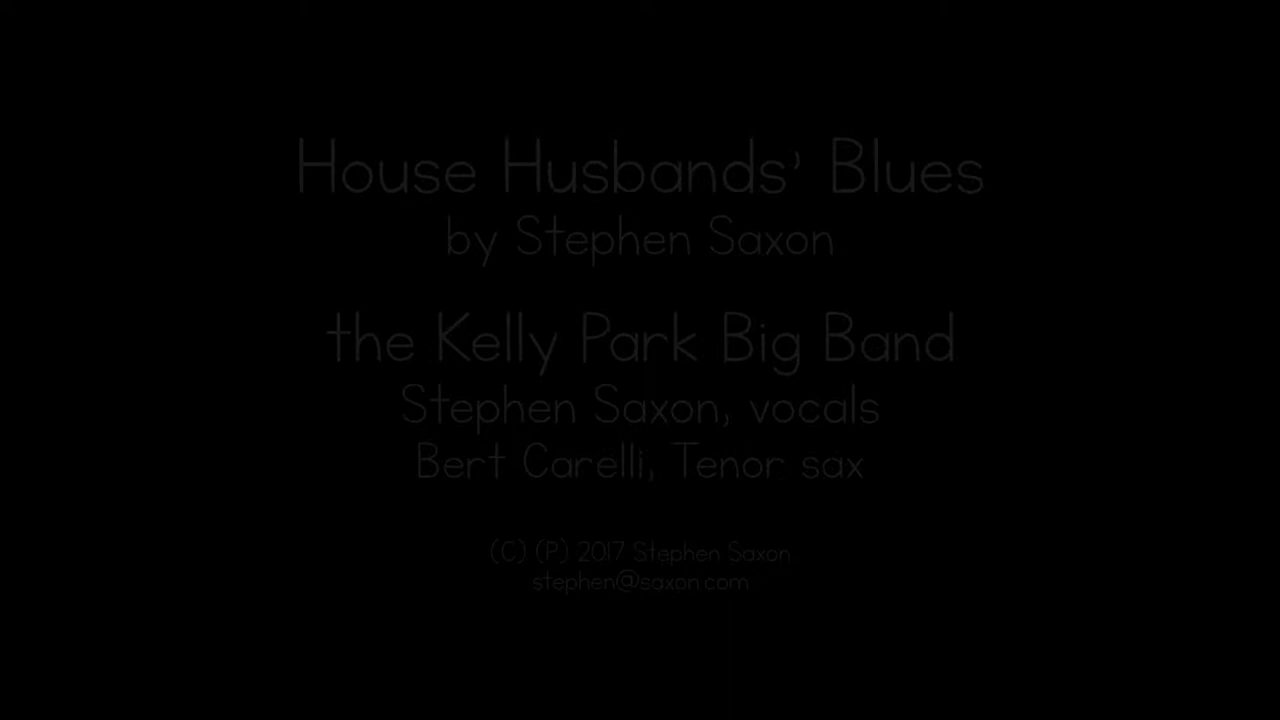 House Husbands' Blues
by Stephen Saxon
the Kelly Park Big Band
Stephen Saxon, vocals
Bert Carelli, Tenor sax
(C) (P) 2017 Stephen Saxon
stephen@saxon.com